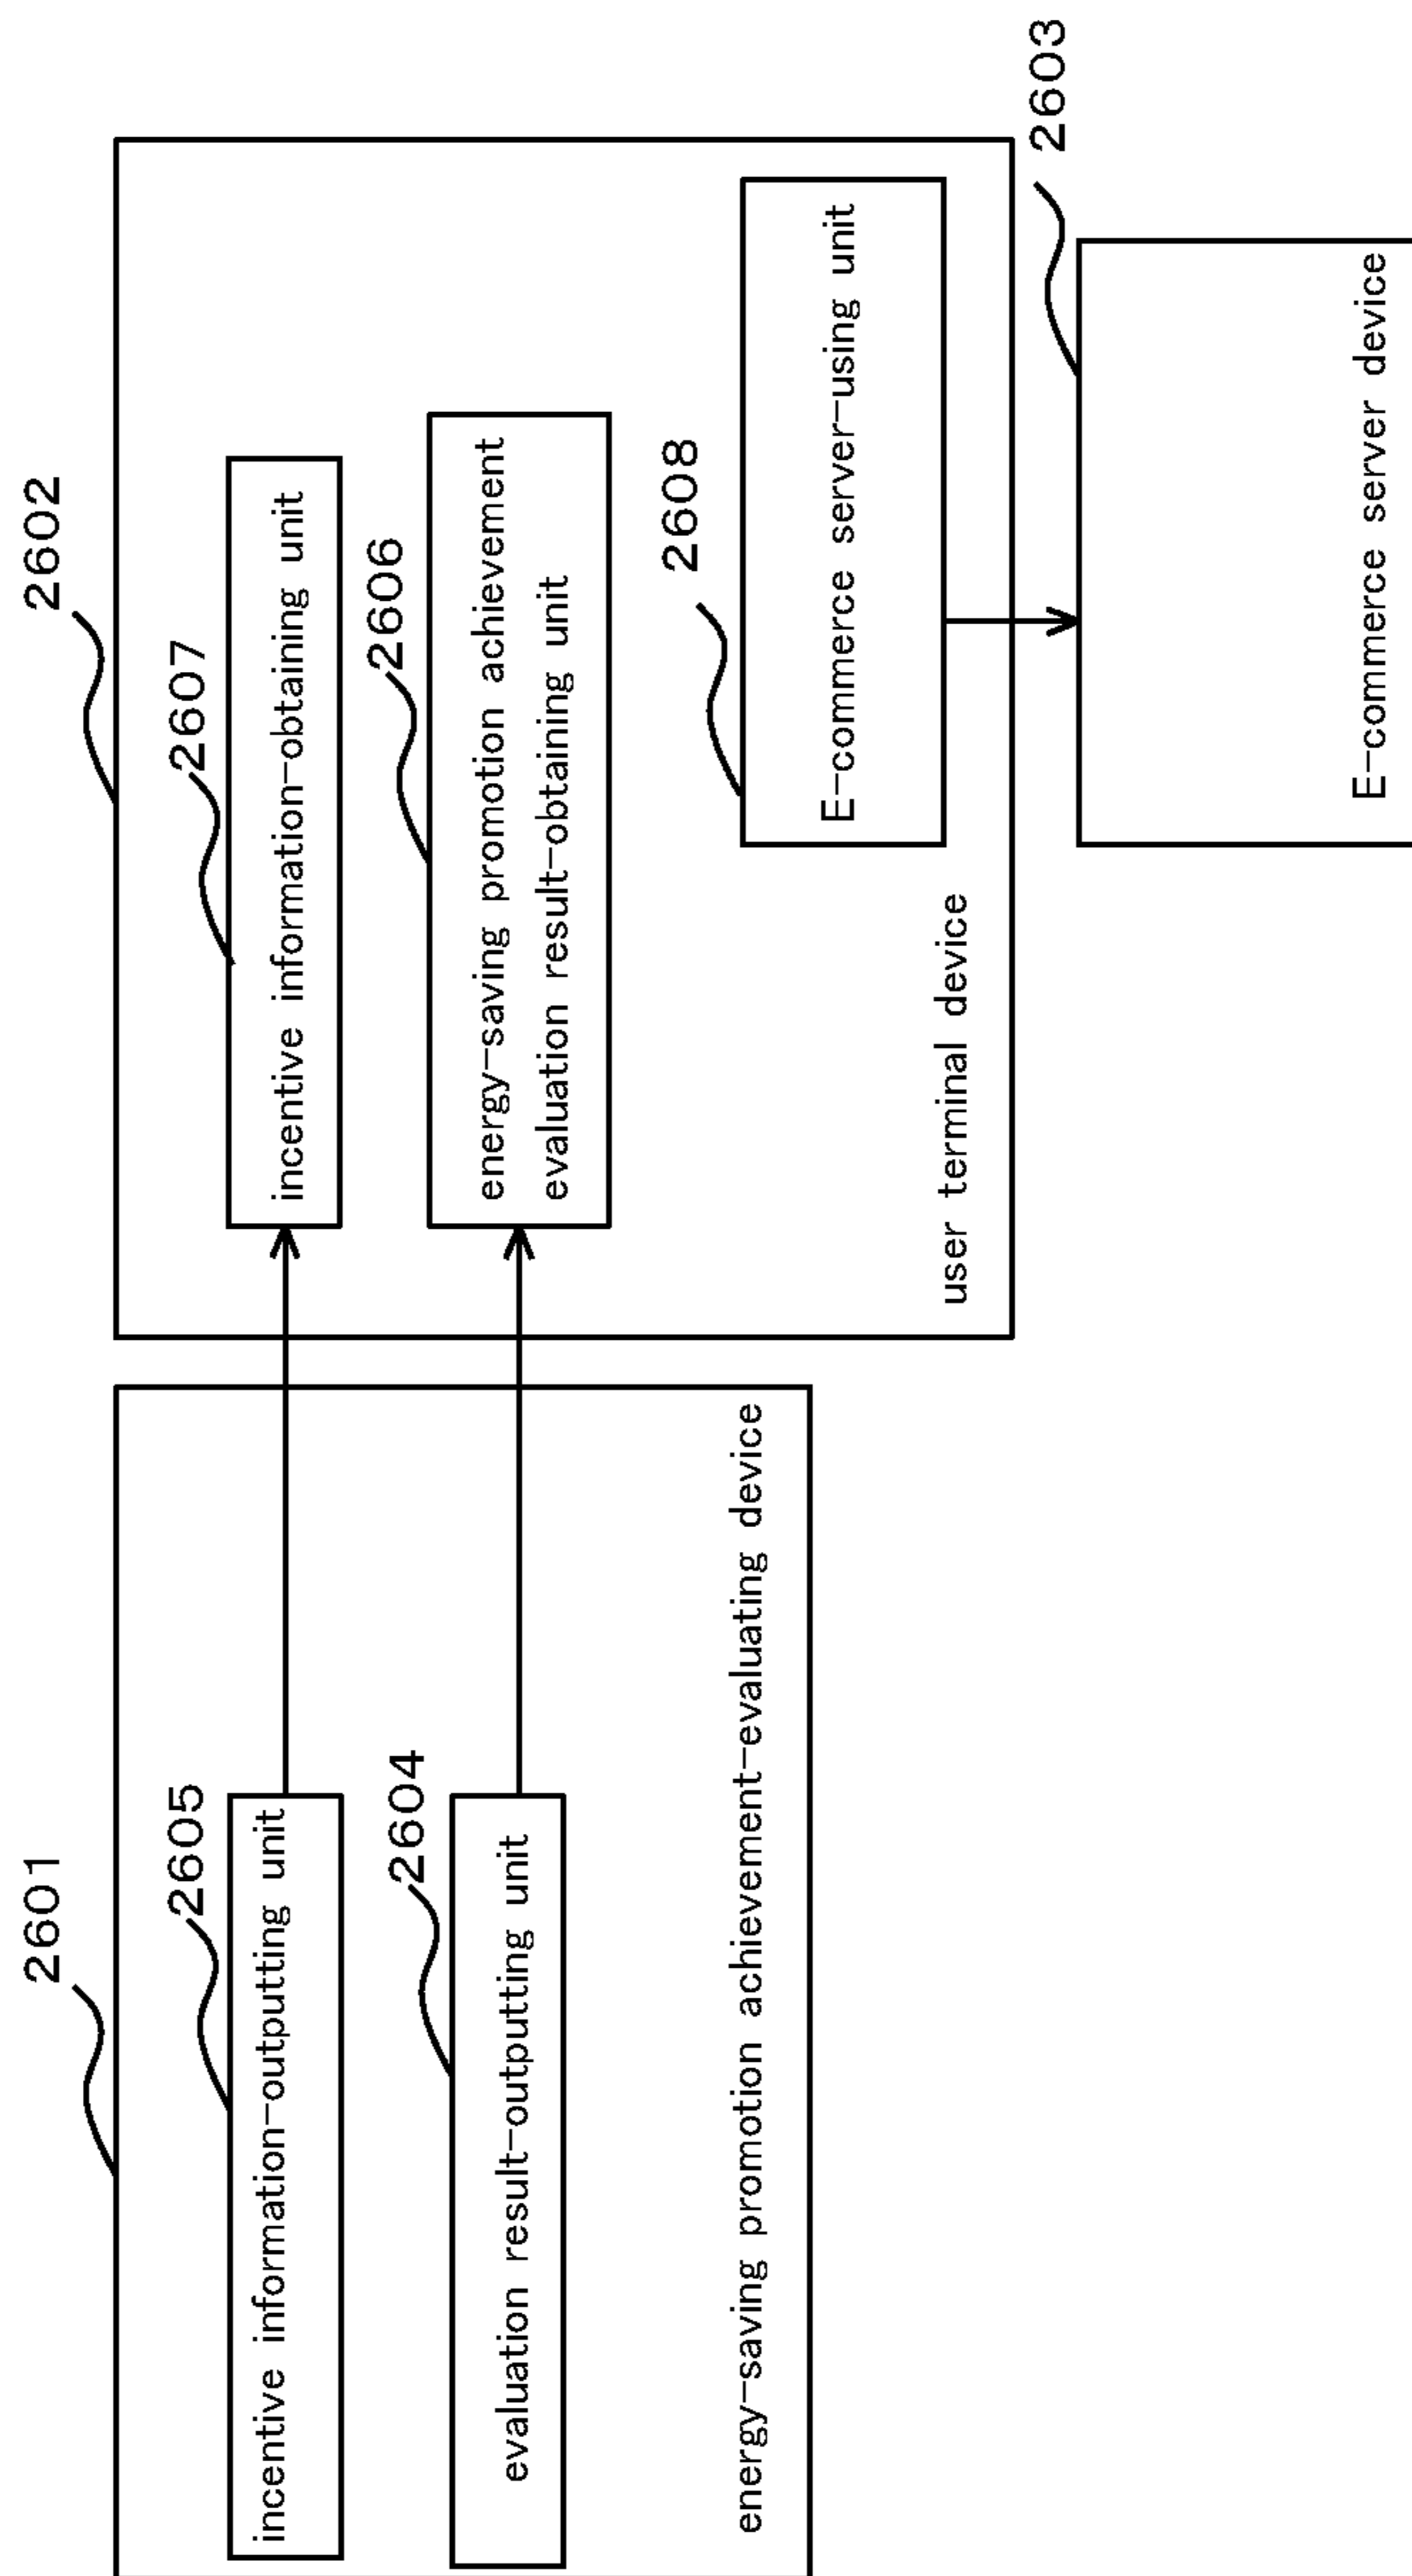 2601
2605
incentive information-outputting unit
2604
evaluation result-outputting unit
energy-saving promotion achievement-evaluating device
2602
2607
incentive information-obtaining unit
2606
energy-saving promotion achievement
evaluation result-obtaining unit
2608
E-commerce server-using unit
user terminal device
2603
E-commerce server device